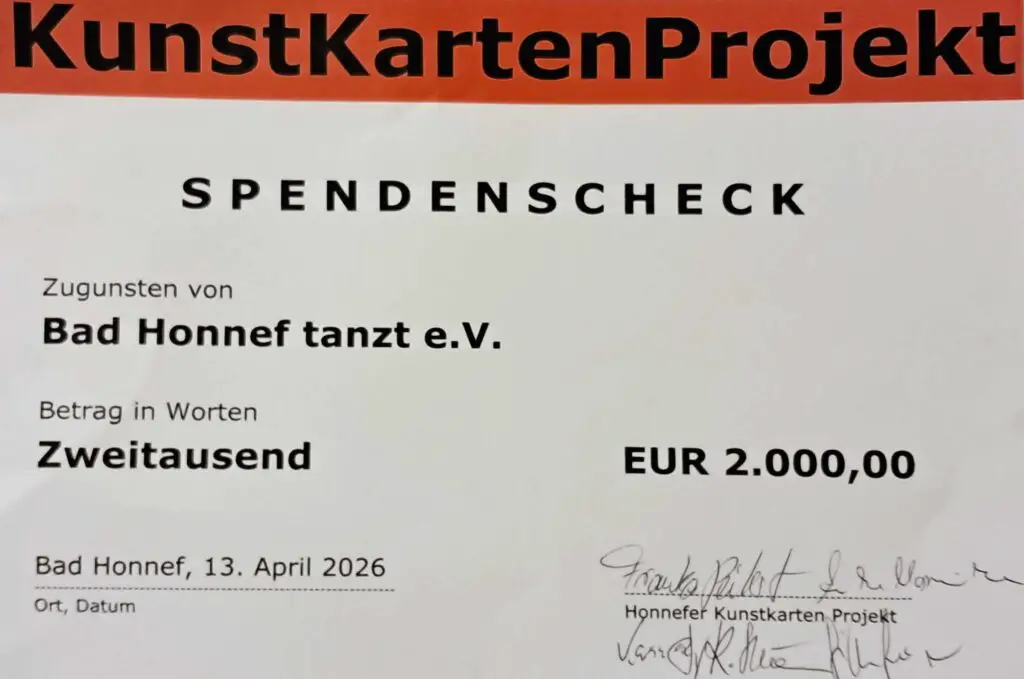 KunstKartenProjekt
SPENDENSCHECK
Zugunsten von
Bad Honnef tanzt e.V.
Betrag in Worten
Zweitausend
EUR 2.000,00
Bad Honnef, 13. April 2026
Ort, Datum
Honnefer Kunstkarten Projekt